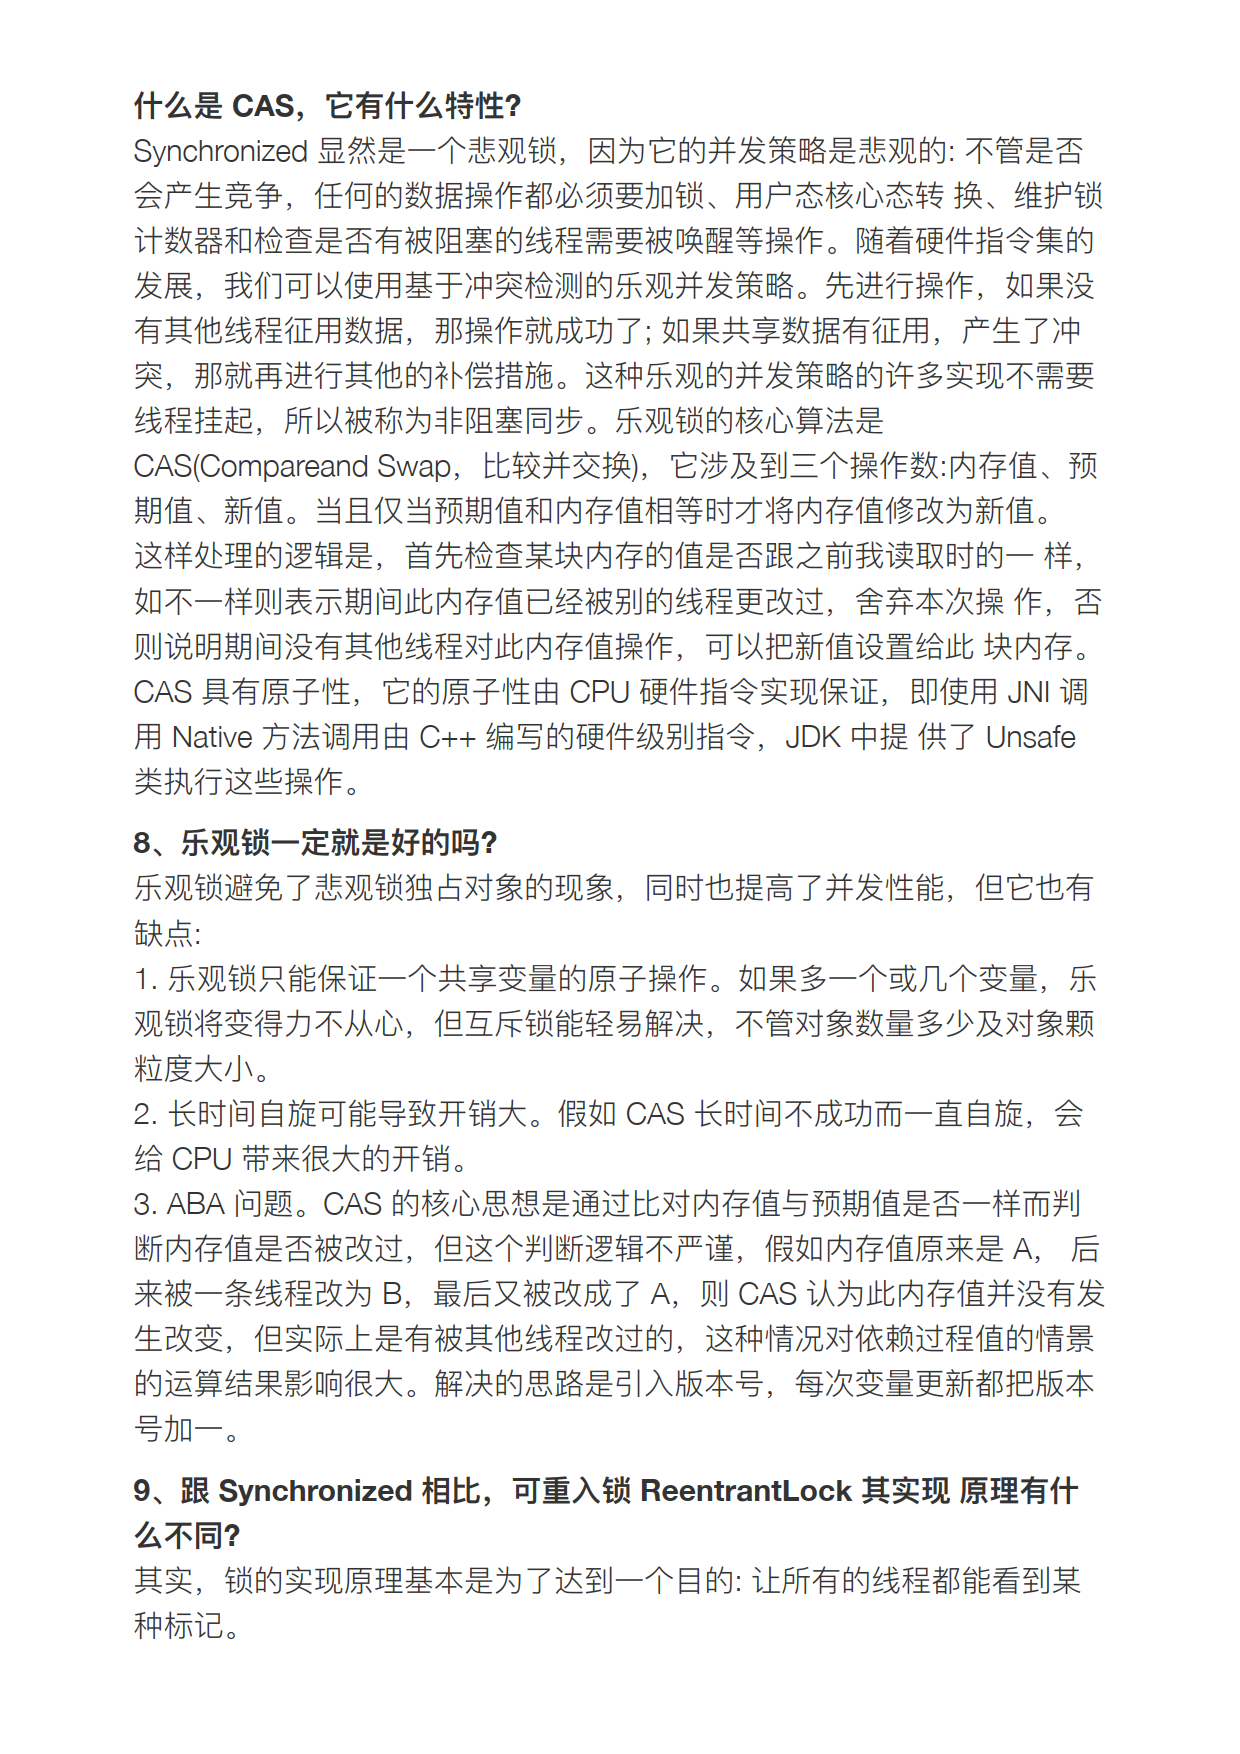 什么是 CAS，它有什么特性?
Synchronized 显然是一个悲观锁，因为它的并发策略是悲观的: 不管是否
会产生竞争，任何的数据操作都必须要加锁、用户态核心态转 换、维护锁
计数器和检查是否有被阻塞的线程需要被唤醒等操作。随着硬件指令集的
发展，我们可以使用基于冲突检测的乐观并发策略。先进行操作，如果没
有其他线程征用数据，那操作就成功了; 如果共享数据有征用，产生了冲
突，那就再进行其他的补偿措施。这种乐观的并发策略的许多实现不需要
线程挂起，所以被称为非阻塞同步。乐观锁的核心算法是
CAS(Compareand Swap，比较并交换)，它涉及到三个操作数:内存值、预
期值、新值。当且仅当预期值和内存值相等时才将内存值修改为新值。
这样处理的逻辑是，首先检查某块内存的值是否跟之前我读取时的一 样，
如不一样则表示期间此内存值已经被别的线程更改过，舍弃本次操 作，否
则说明期间没有其他线程对此内存值操作，可以把新值设置给此 块内存。
CAS 具有原子性，它的原子性由 CPU 硬件指令实现保证，即使用 JNI 调
用 Native 方法调用由 C++ 编写的硬件级别指令，JDK 中提 供了 Unsafe
类执行这些操作。
8、乐观锁一定就是好的吗?
乐观锁避免了悲观锁独占对象的现象，同时也提高了并发性能，但它也有
缺点:
1. 乐观锁只能保证一个共享变量的原子操作。如果多一个或几个变量，乐
观锁将变得力不从心，但互斥锁能轻易解决，不管对象数量多少及对象颗
粒度大小。
2. 长时间自旋可能导致开销大。假如 CAS 长时间不成功而一直自旋，会
给 CPU 带来很大的开销。
3. ABA 问题。CAS 的核心思想是通过比对内存值与预期值是否一样而判
断内存值是否被改过，但这个判断逻辑不严谨，假如内存值原来是 A， 后
来被一条线程改为 B，最后又被改成了 A，则 CAS 认为此内存值并没有发
生改变，但实际上是有被其他线程改过的，这种情况对依赖过程值的情景
的运算结果影响很大。解决的思路是引入版本号，每次变量更新都把版本
号加一。
9、跟 Synchronized 相比，可重入锁 ReentrantLock 其实现 原理有什
么不同?
其实，锁的实现原理基本是为了达到一个目的: 让所有的线程都能看到某
种标记。